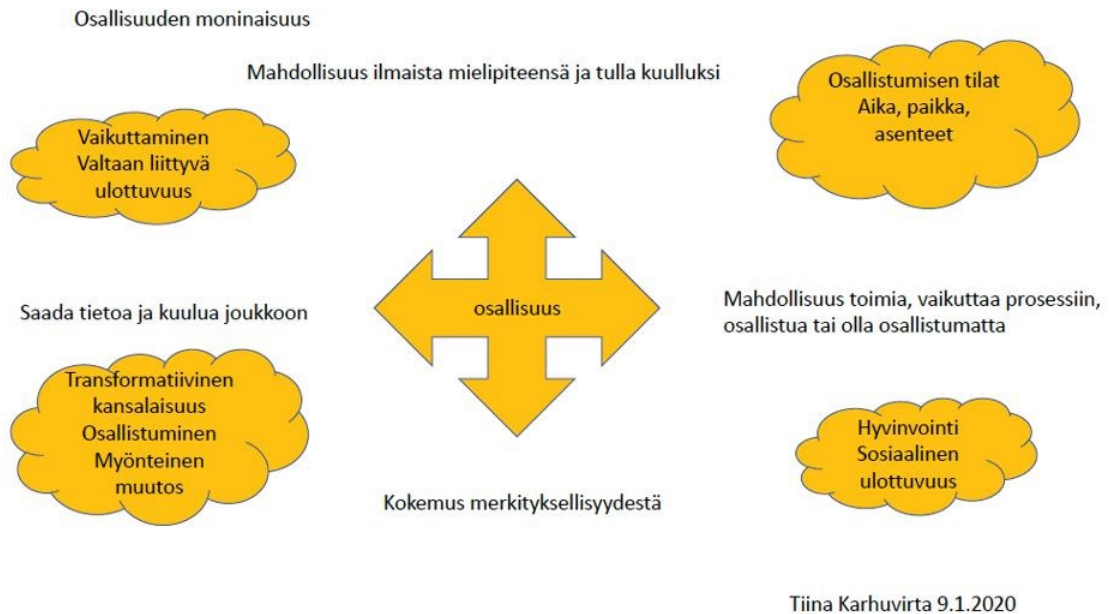 Osallisuuden moninaisuus
Mahdollisuus ilmaista mielipiteensä ja tulla kuulluksi
Osallistumisen tilat
Aika, paikka,
asenteet
Vaikuttaminen
Valtaan liittyvä
ulottuvuus
osallisuus
Saada tietoa ja kuulua joukkoon
Mahdollisuus toimia, vaikuttaa prosessiin,
osallistua tai olla osallistumatta
Transformatiivinen
kansalaisuus
Osallistuminen
Myönteinen
muutos
Hyvinvointi
Sosiaalinen
ulottuvuus
Kokemus merkityksellisyydestä
Tiina Karhuvirta 9.1.2020